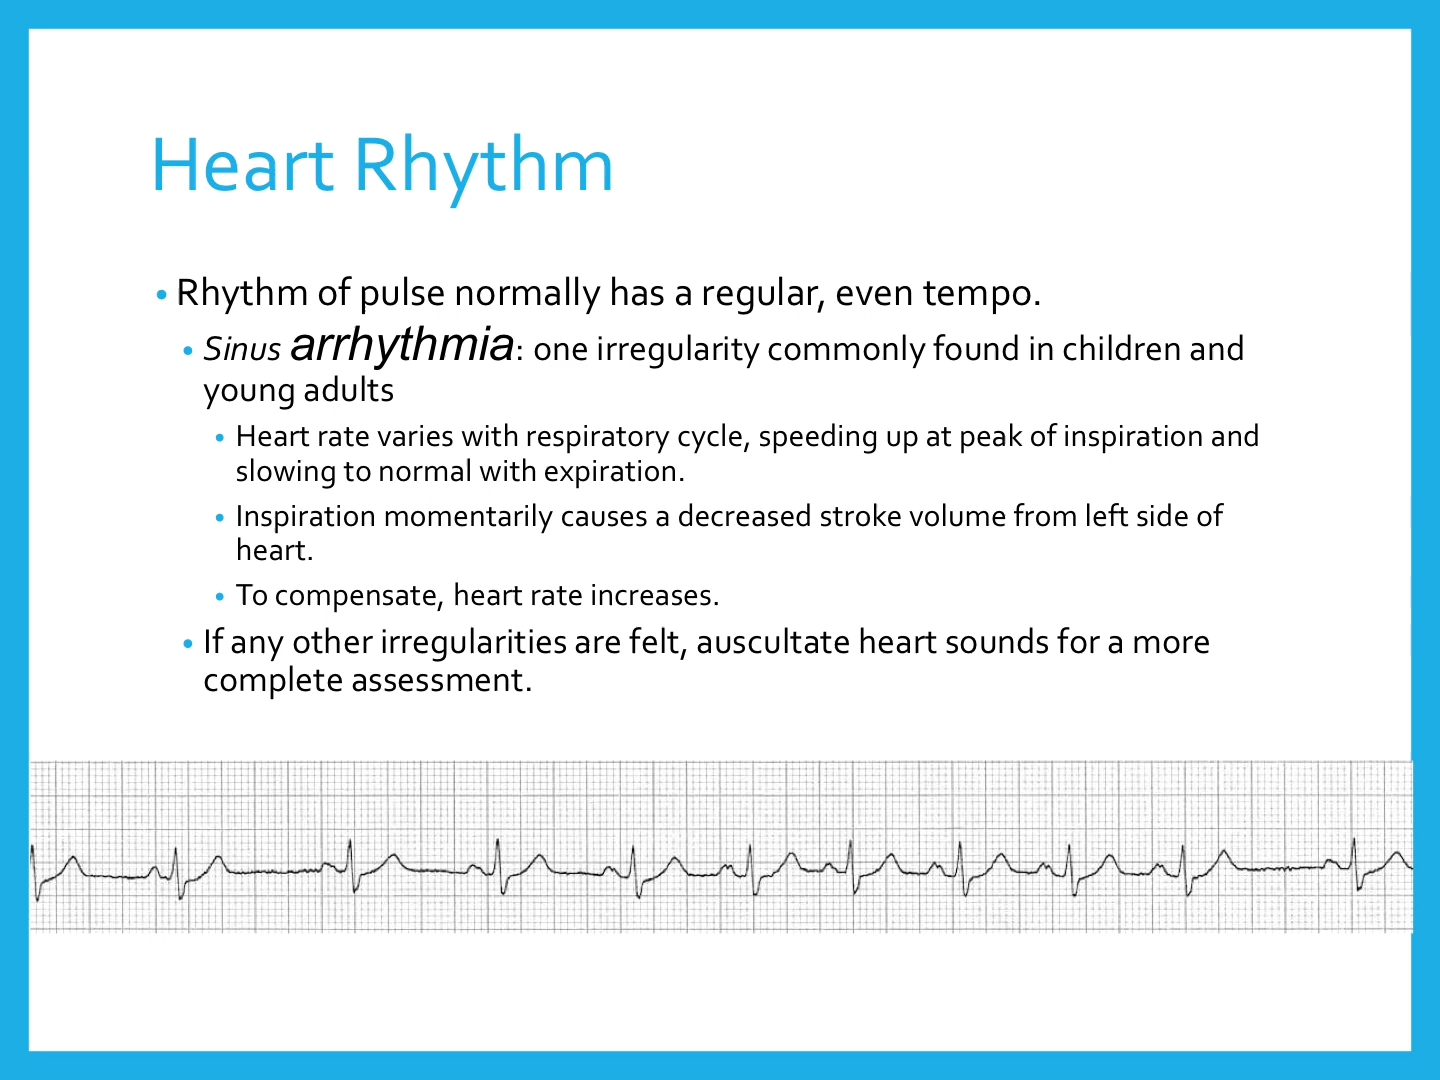 Heart Rhythm
• Rhythm of pulse normally has a regular, even tempo.
• Sinus arrhythmia: one irregularity commonly found in children and
young adults
• Heart rate varies with respiratory cycle, speeding up at peak of inspiration and
slowing to normal with expiration.
• Inspiration momentarily causes a decreased stroke volume from left side of
heart.
• To compensate, heart rate increases.
• If any other irregularities are felt, auscultate heart sounds for a more
complete assessment.